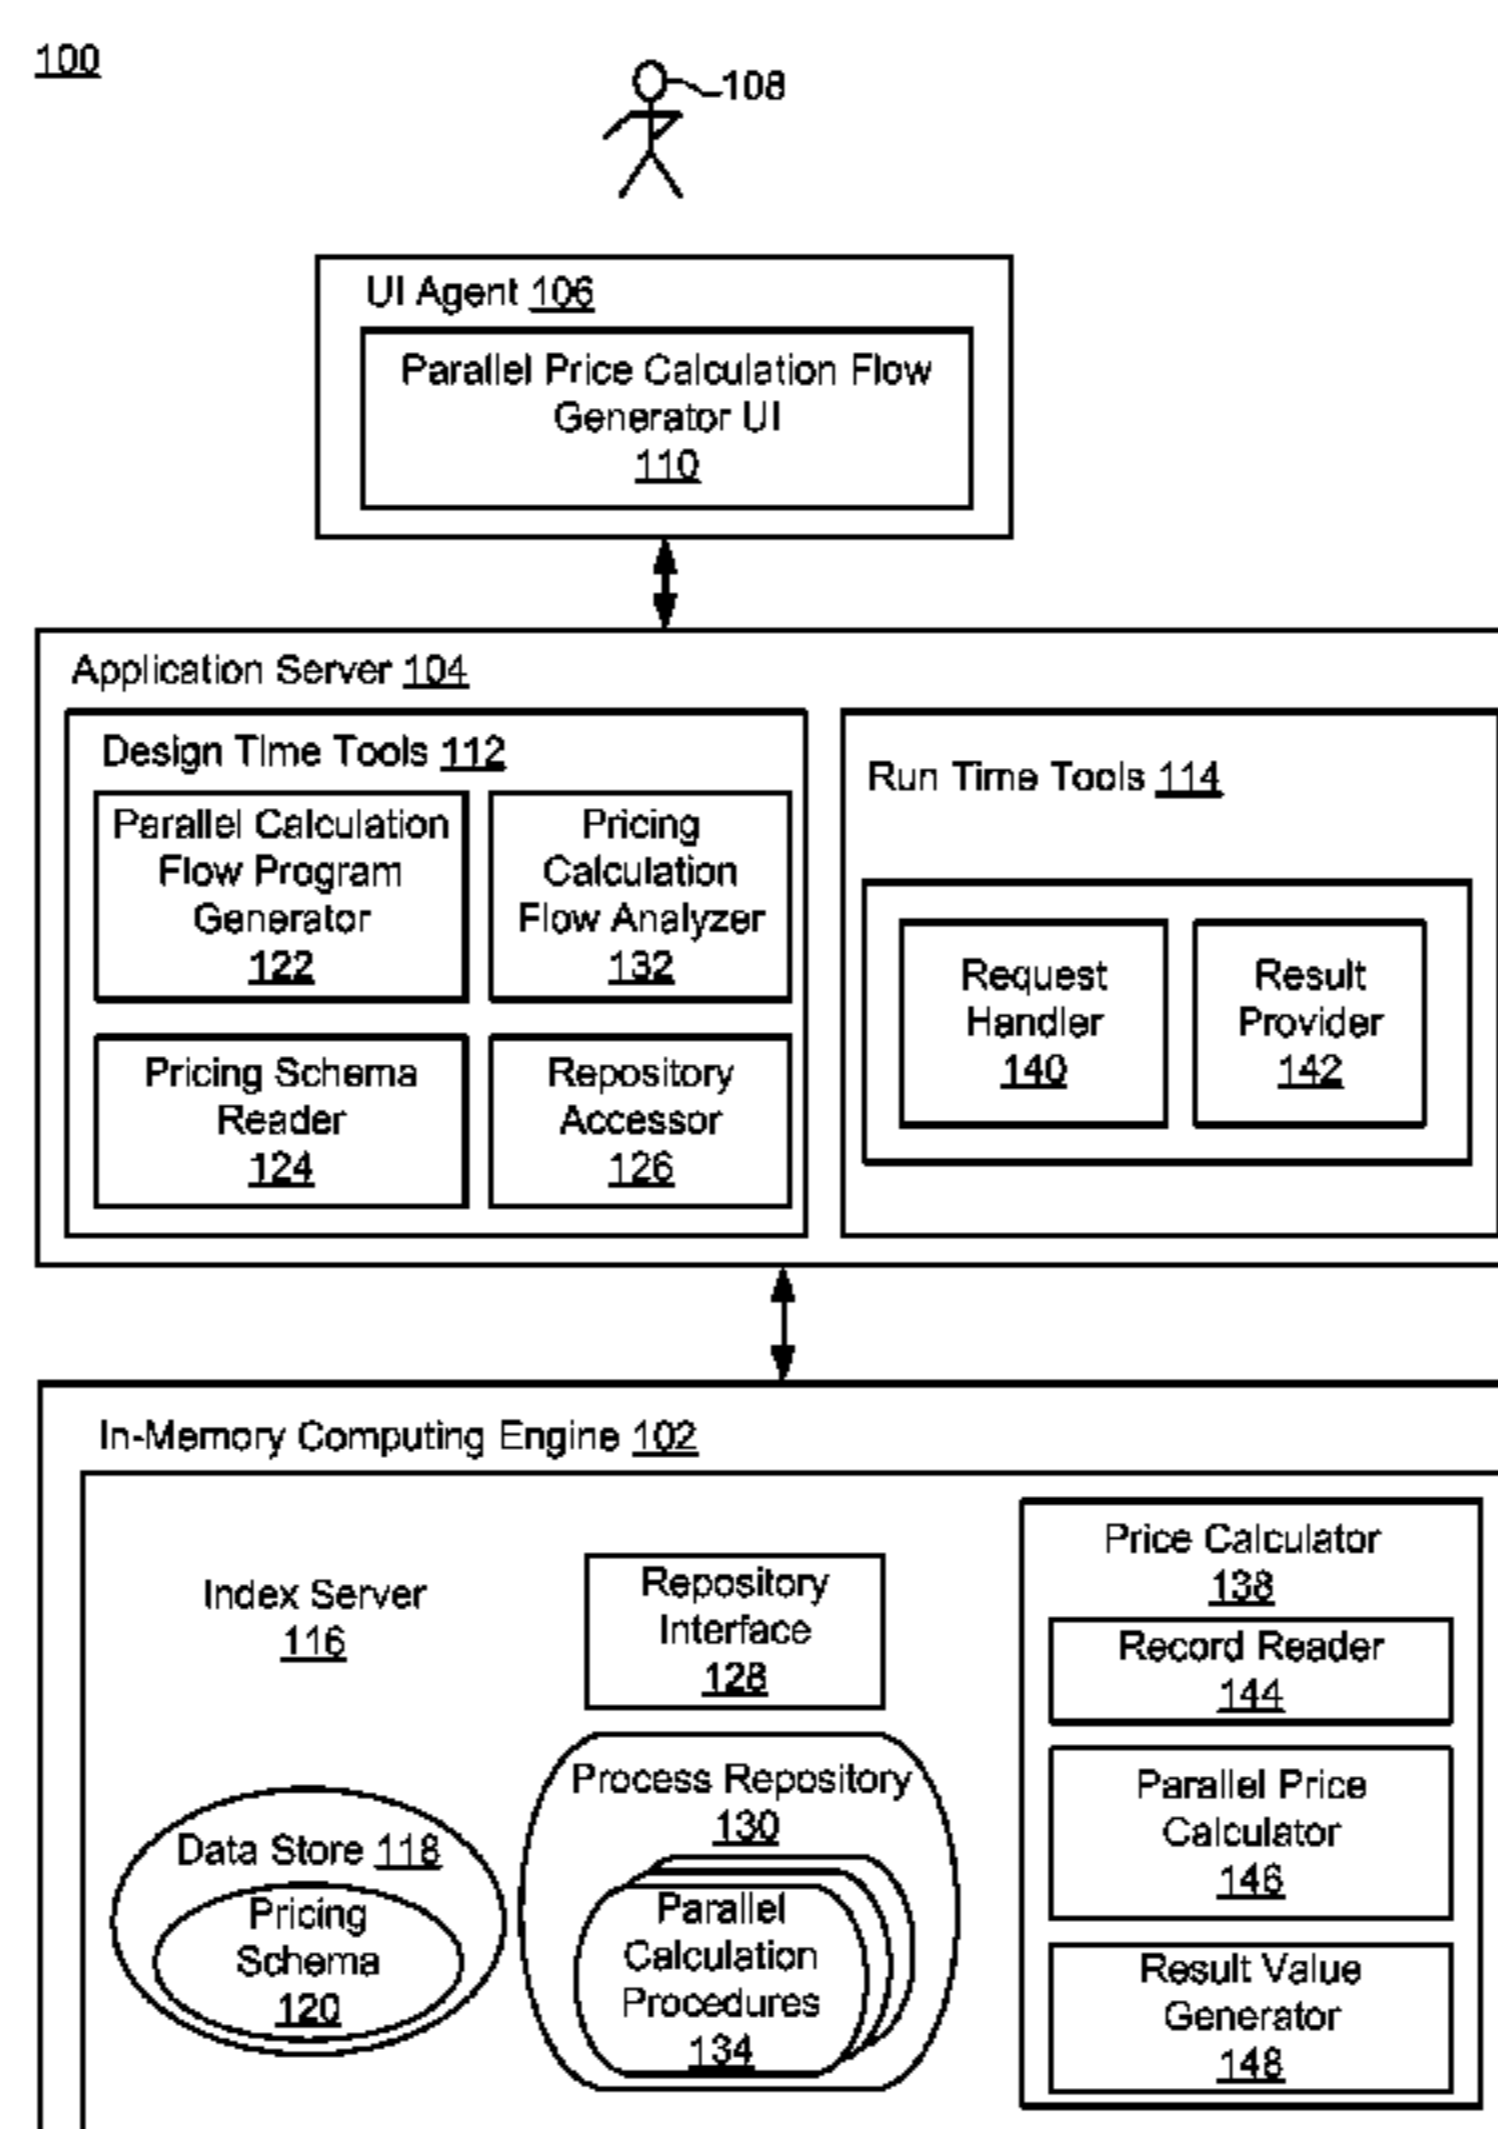 100
108
UI Agent 106
Parallel Price Calculation Flow
Generator UI
110
Application Server 104
Design TIme Tools 112
Parallel Calculation
Flow Program
Generator
122
Pricing
Calculation
Flow Analyzer
132
Pricing Schema
Reader
124
Repository
Accessor
126
Run Time Tools 114
Request
Handler
140
Result
Provider
142
In-Memory Computing Engine 102
Index Server
116
Repository
Interface
128
Data Store 118
Pricing
Schema
120
Process Repository
130
Parallel
Calculation
Procedures
134
Price Calculator
138
Record Reader
144
Parallel Price
Calculator
146
Result Value
Generator
148